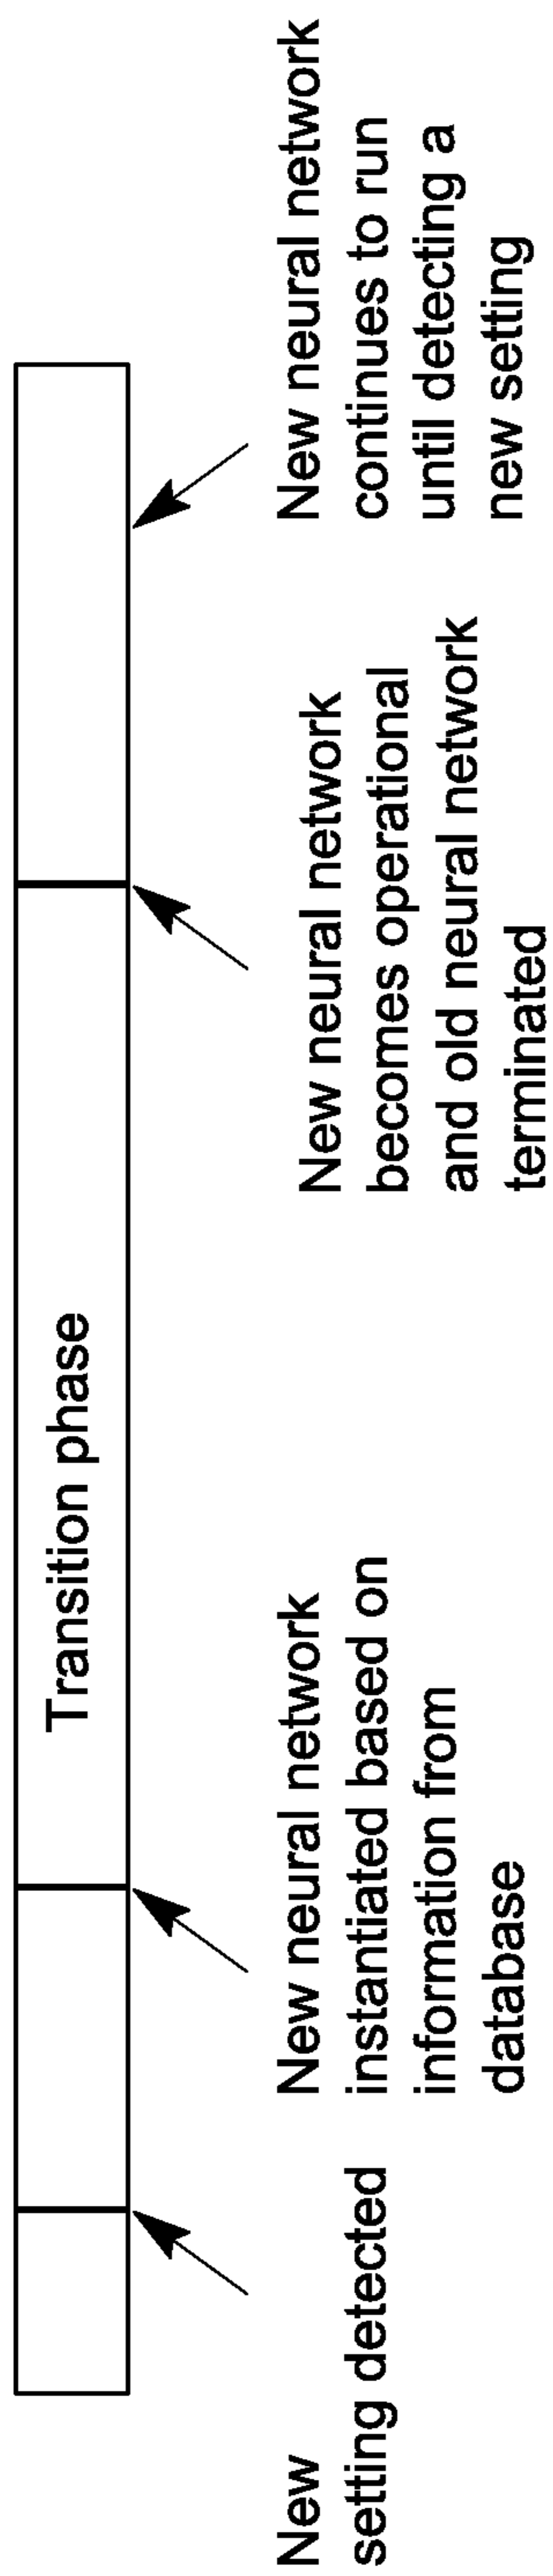 Transition phase
New
setting detected
New neural network
instantiated based on
information from
database
New neural network
becomes operational
and old neural network
terminated
New neural network
continues to run
until detecting a
new setting